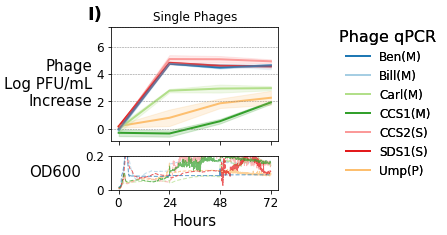 I)
Single Phages
Phage
Log PFU/mL
Increase
6
4
2
0
OD600
0.2
0
0
24
48
72
Hours
Phage qPCR
Ben(M)
Bill(M)
Carl(M)
CCS1(M)
CCS2(S)
SDS1(S)
Ump(P)